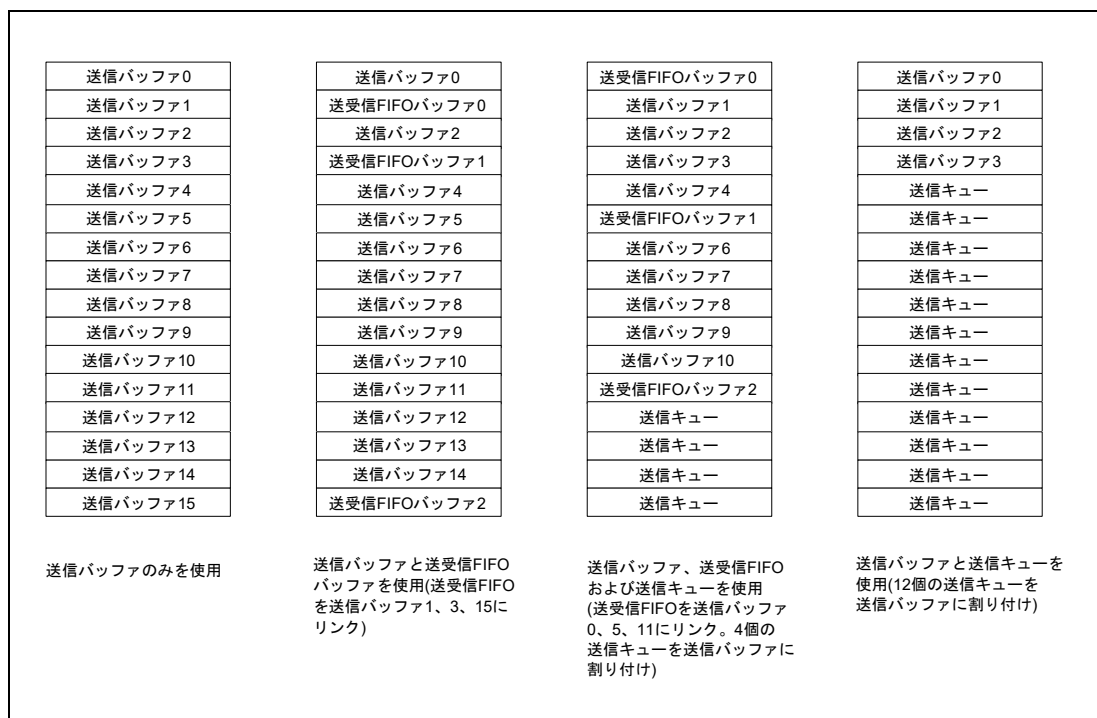 送信バッファ0
送信バッファ1
送信バッファ2
送信バッファ3
送信バッファ4
送信バッファ5
送信バッファ6
送信バッファ7
送信バッファ8
送信バッファ9
送信バッファ10
送信バッファ11
送信バッファ12
送信バッファ13
送信バッファ14
送信バッファ15
送信バッファのみを使用
送信バッファ0
送受信FIFOバッファ0
送信バッファ2
送受信FIFOバッファ1
送信バッファ4
送信バッファ5
送信バッファ6
送信バッファ7
送信バッファ8
送信バッファ9
送信バッファ10
送信バッファ11
送信バッファ12
送信バッファ13
送信バッファ14
送受信FIFOバッファ2
送信バッファと送受信FIFO
バッファを使用(送受信FIFO
を送信バッファ1、3、15に
リンク)
送受信FIFOバッファ0
送信バッファ1
送信バッファ2
送信バッファ3
送信バッファ4
送受信FIFOバッファ1
送信バッファ6
送信バッファ7
送信バッファ8
送信バッファ9
送信バッファ10
送受信FIFOバッファ2
送信キュー
送信キュー
送信キュー
送信キュー
送信バッファ、送受信FIFO
および送信キューを使用
(送受信FIFOを送信バッファ
0、5、11にリンク。4個の
送信キューを送信バッファに
割り付け)
送信バッファ0
送信バッファ1
送信バッファ2
送信バッファ3
送信キュー
送信キュー
送信キュー
送信キュー
送信キュー
送信キュー
送信キュー
送信キュー
送信キュー
送信キュー
送信キュー
送信キュー
送信バッファと送信キューを
使用(12個の送信キューを
送信バッファに割り付け)